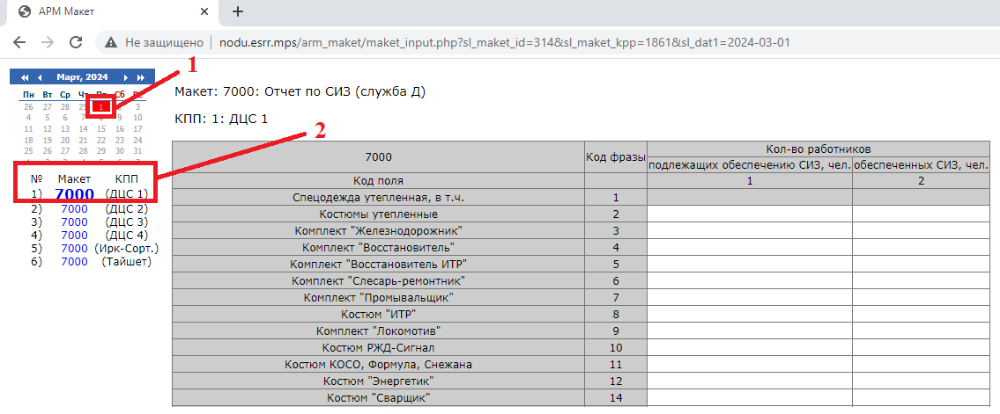 АРМ Макет
Не защищено nodu.esrr.mps/arm_maket/maket_input.php?sl_maket_id=314&sl_maket_kpp=1861&sl_dat1=2024-03-01
1
Март, 2024
Пн Вт Ср Чт Пт Сб
26 27 28 29 1 2 3
4 5 6 7 8 9 10
11 12 13 14 15 16 17
18 19 20 21 22 23 24
25 26 27 28 29 30 31
Макет: 7000: Отчет по СИЗ (служба Д)
КПП: 1: ДЦС 1
2
№ Макет КПП
1) 7000 (ДЦС 1)
2) 7000 (ДЦС 2)
3) 7000 (ДЦС 3)
4) 7000 (ДЦС 4)
5) 7000 (Ирк-Сорт.)
6) 7000 (Тайшет)
7000 Код фразы Кол-во работников
подлежащих обеспечению СИЗ, чел. обеспеченных СИЗ, чел.
Код поля 1 2
Спецодежда утепленная, в т.ч. 1
Костюмы утепленные 2
Комплект "Железнодорожник" 3
Комплект "Восстановитель" 4
Комплект "Восстановитель ИТР" 5
Комплект "Слесарь-ремонтник" 6
Комплект "Промывальщик" 7
Костюм "ИТР" 8
Комплект "Локомотив" 9
Костюм РЖД-Сигнал 10
Костюм КОСО, Формула, Снежана 11
Костюм "Энергетик" 12
Костюм "Сварщик" 14